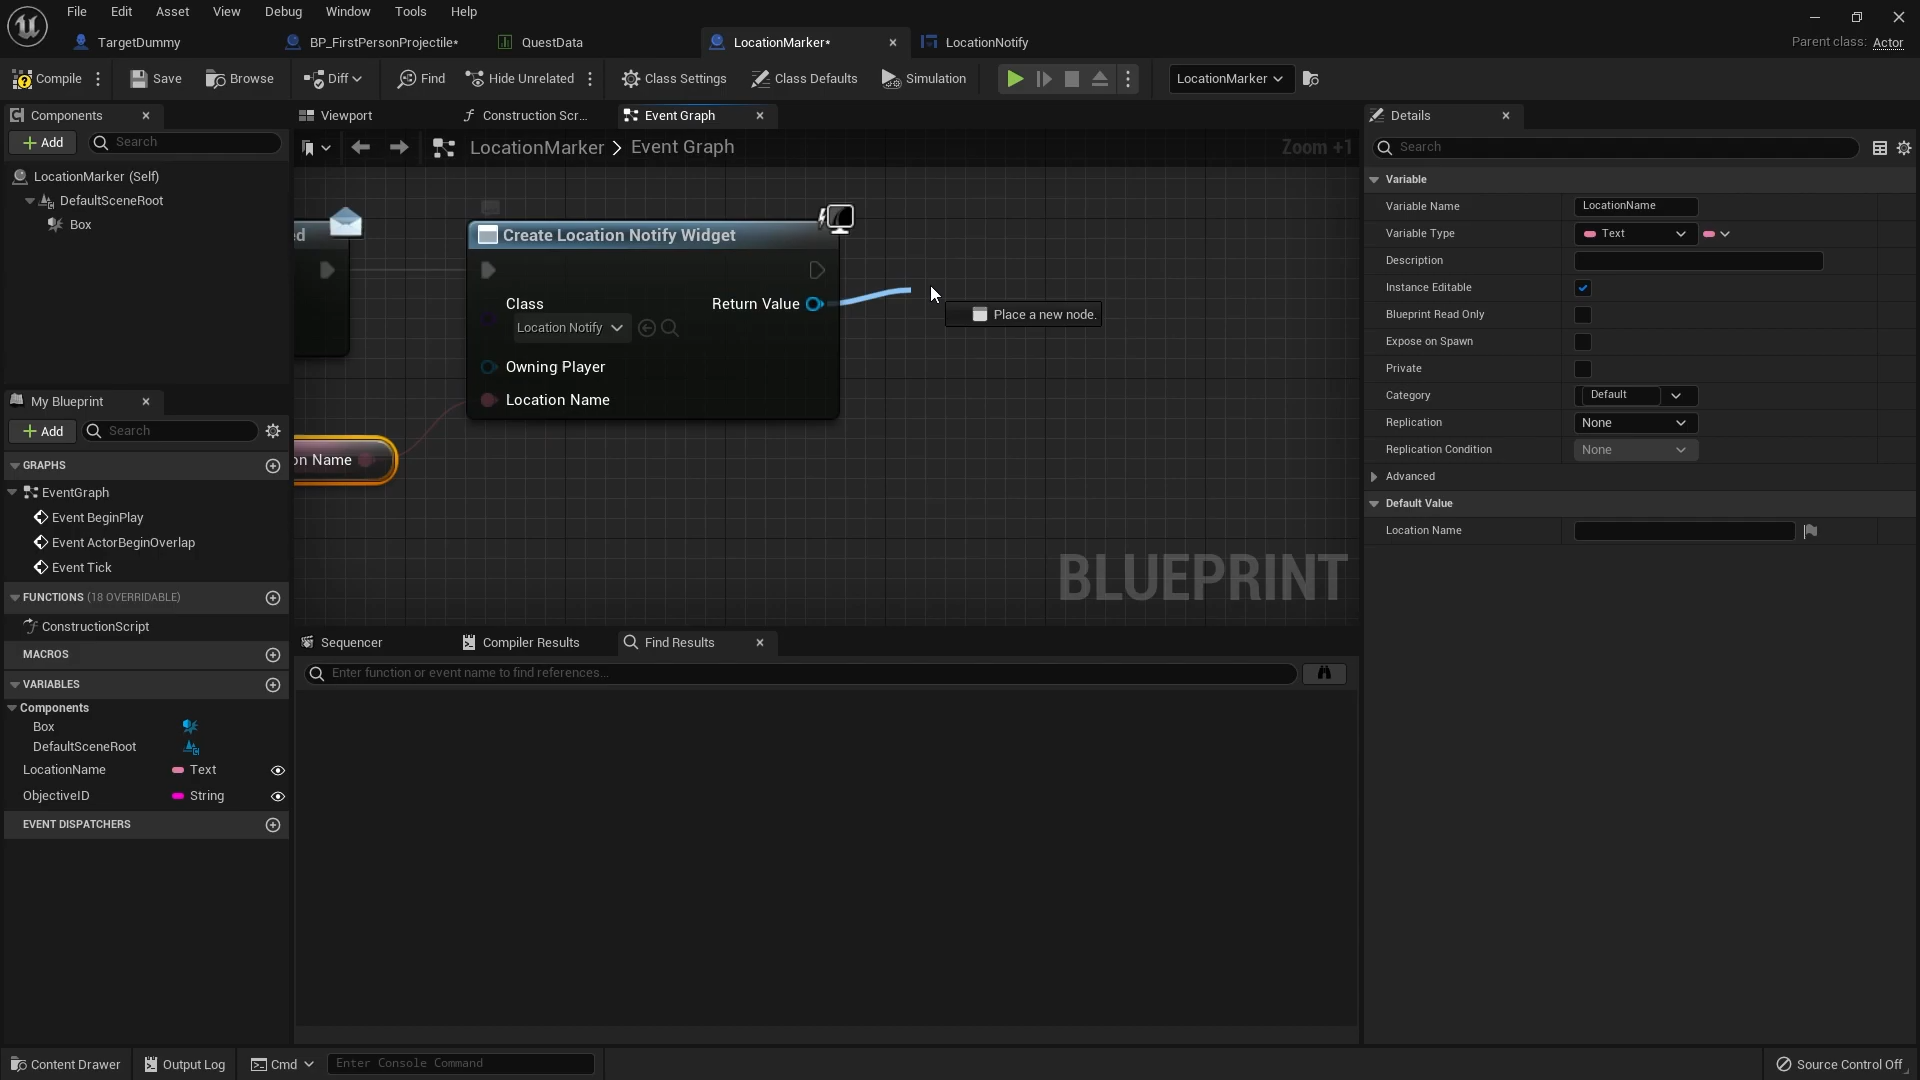 File Edit Asset View Debug Window Tools Help
TargetDummy BP_FirstPersonProjectile* QuestData LocationMarker* LocationNotify Parent class: Actor
Compile Save Browse Diff Find Hide Unrelated Class Settings Class Defaults Simulation LocationMarker
Components
Add Search
LocationMarker (Self)
DefaultSceneRoot
Box
My Blueprint
Add Search
GRAPHS
EventGraph
Event BeginPlay
Event ActorBeginOverlap
Event Tick
FUNCTIONS (18 OVERRIDABLE)
ConstructionScript
MACROS
VARIABLES
Components
Box
DefaultSceneRoot
LocationName Text
ObjectiveID String
EVENT DISPATCHERS
Viewport Construction Scr... Event Graph
LocationMarker > Event Graph Zoom +1
d
Create Location Notify Widget
Class
Location Notify
Return Value
Place a new node.
Owning Player
Location Name
on Name
BLUEPRINT
Sequencer Compiler Results Find Results
Enter function or event name to find references...
Details
Search
Variable
Variable Name LocationName
Variable Type Text
Description
Instance Editable
Blueprint Read Only
Expose on Spawn
Private
Category Default
Replication None
Replication Condition None
Advanced
Default Value
Location Name
Content Drawer Output Log Cmd Enter Console Command Source Control Off